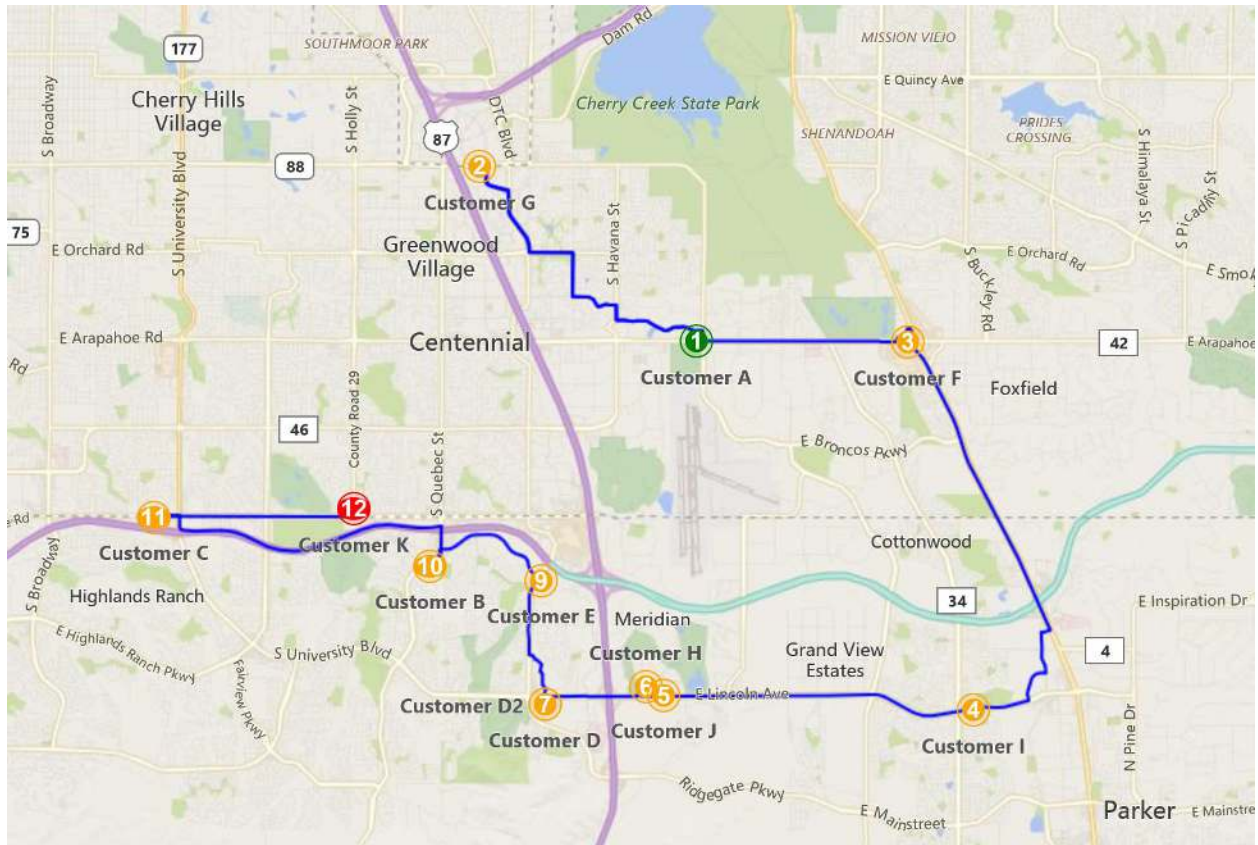 177
SOUTHMOOR PARK
Dam Rd
MISSION VIEJO
E Quincy Ave
S Broadway
Cherry Hills
Village
S Holly St
DTC Blvd
Cherry Creek State Park
PRIDES
CROSSING
SHENANDOAH
87
88
2
Customer G
S University Blvd
S Himalaya St
S Picadilly St
75
E Orchard Rd
Greenwood
Village
S Havana St
S Buckley Rd
E Orchard Rd
E Smok
E Arapahoe Rd
Centennial
1
3
42
E Arapahoe
Rd
Customer A
Customer F
Foxfield
County Road 29
46
E Broncos Pkwy
S Quebec St
11
12
e Rd
Customer C
Customer K
Cottonwood
10
9
S Broadway
Highlands Ranch
Customer B
Customer E
Meridian
34
E Inspiration Dr
E Highlands Ranch Pkwy
S University Blvd
Customer H
Grand View
Estates
4
Fairview Pkwy
6
5
E Lincoln Ave
Customer D2
7
4
Customer D
Customer J
Customer I
N Pine Dr
Ridgegate Pkwy
E Mainstreet
Parker
E Mainstree